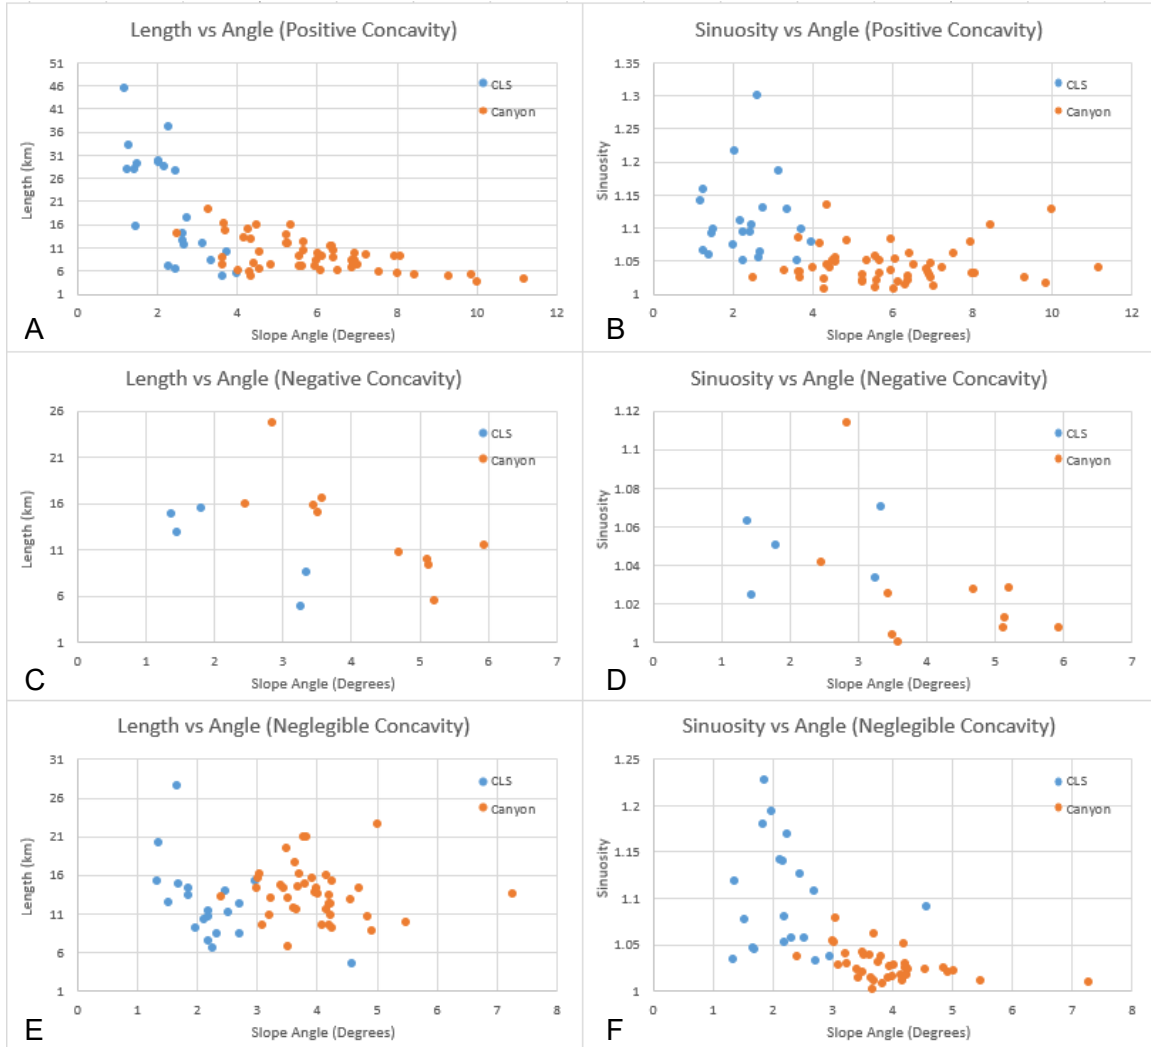 Length vs Angle (Positive Concavity)
51
46
41
36
31
26
21
16
11
6
1
Length (km)
CLS
Canyon
0 2 4 6 8 10 12
Slope Angle (Degrees)
A
Sinuosity vs Angle (Positive Concavity)
1.35
1.3
1.25
1.2
1.15
1.1
1.05
1
Sinuosity
CLS
Canyon
0 2 4 6 8 10 12
Slope Angle (Degrees)
B
Length vs Angle (Negative Concavity)
26
21
16
11
6
1
Length (km)
CLS
Canyon
0 1 2 3 4 5 6 7
Slope Angle (Degrees)
C
Sinuosity vs Angle (Negative Concavity)
1.12
1.1
1.08
1.06
1.04
1.02
1
Sinuosity
CLS
Canyon
0 1 2 3 4 5 6 7
Slope Angle (Degrees)
D
Length vs Angle (Neglegible Concavity)
31
26
21
16
11
6
1
Length (km)
CLS
Canyon
0 1 2 3 4 5 6 7 8
Slope Angle (Degrees)
E
Sinuosity vs Angle (Neglegible Concavity)
1.25
1.2
1.15
1.1
1.05
1
Sinuosity
CLS
Canyon
0 1 2 3 4 5 6 7 8
Slope Angle (Degrees)
F